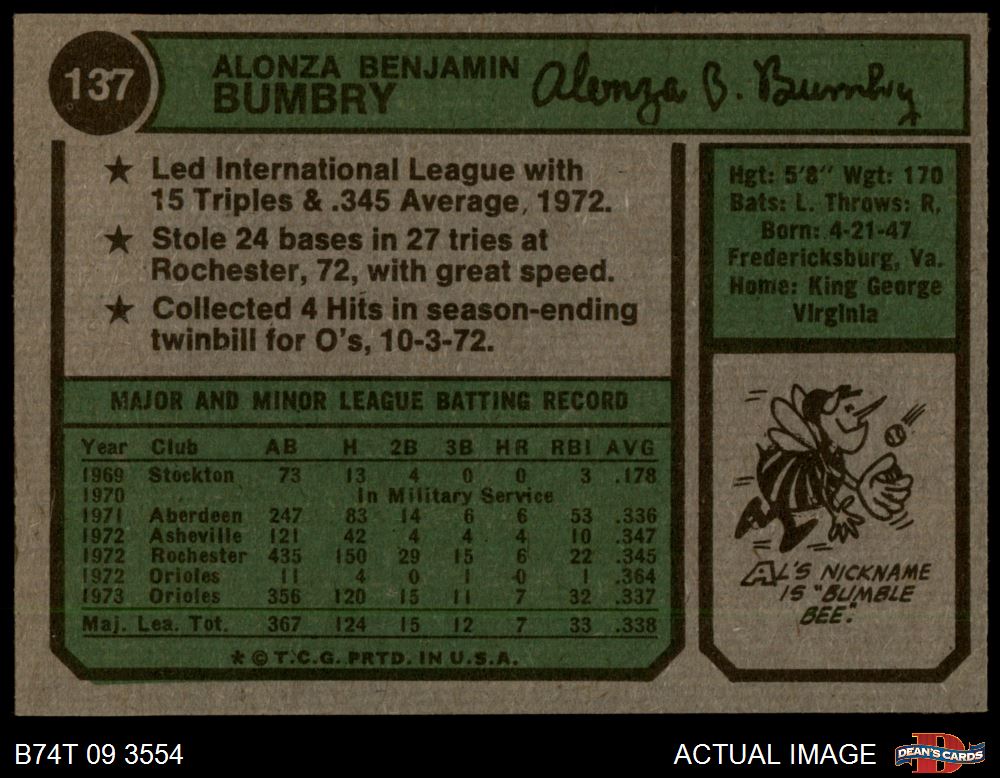 137
ALONZA BENJAMIN
BUMBRY
Alonza B. Bumbry
★ Led International League with
15 Triples & .345 Average, 1972.
★ Stole 24 bases in 27 tries at
Rochester, 72, with great speed.
★ Collected 4 Hits in season-ending
twinbill for O's, 10-3-72.
Hgt: 5'8" Wgt: 170
Bats: L. Throws: R.
Born: 4-21-47
Fredericksburg, Va.
Home: King George
Virginia
MAJOR AND MINOR LEAGUE BATTING RECORD
Year Club AB H 2B 3B HR RBI AVG
1969 Stockton 73 13 4 0 0 3 .178
1970 In Military Service
1971 Aberdeen 247 83 14 6 6 53 .336
1972 Asheville 121 42 4 4 4 10 .347
1972 Rochester 435 150 29 15 6 22 .345
1972 Orioles 11 4 0 1 0 1 .364
1973 Orioles 356 120 15 11 7 32 .337
Maj. Lea. Tot. 367 124 15 12 7 33 .338
* © T.C.G. PRTD. IN U.S.A.
AL'S NICKNAME
IS "BUMBLE
BEE."
B74T 09 3554
ACTUAL IMAGE
DEAN'S CARDS